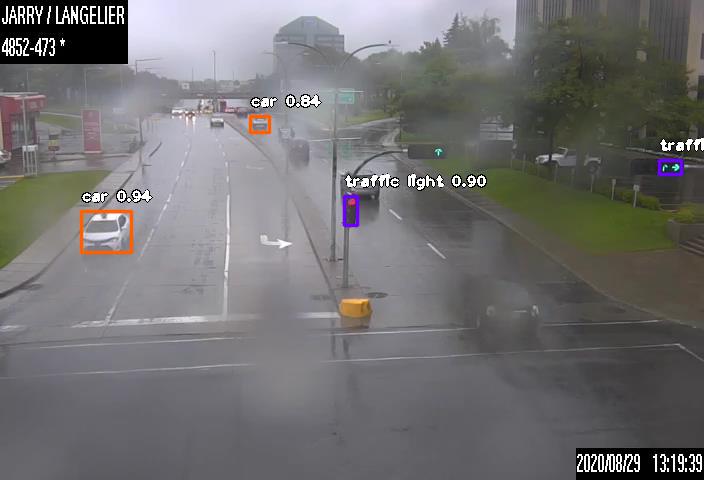 JARRY / LANGELIER
4852-473 *
car 0.84
traffi
car 0.94
traffic light 0.90
2020/08/29 13:19:39